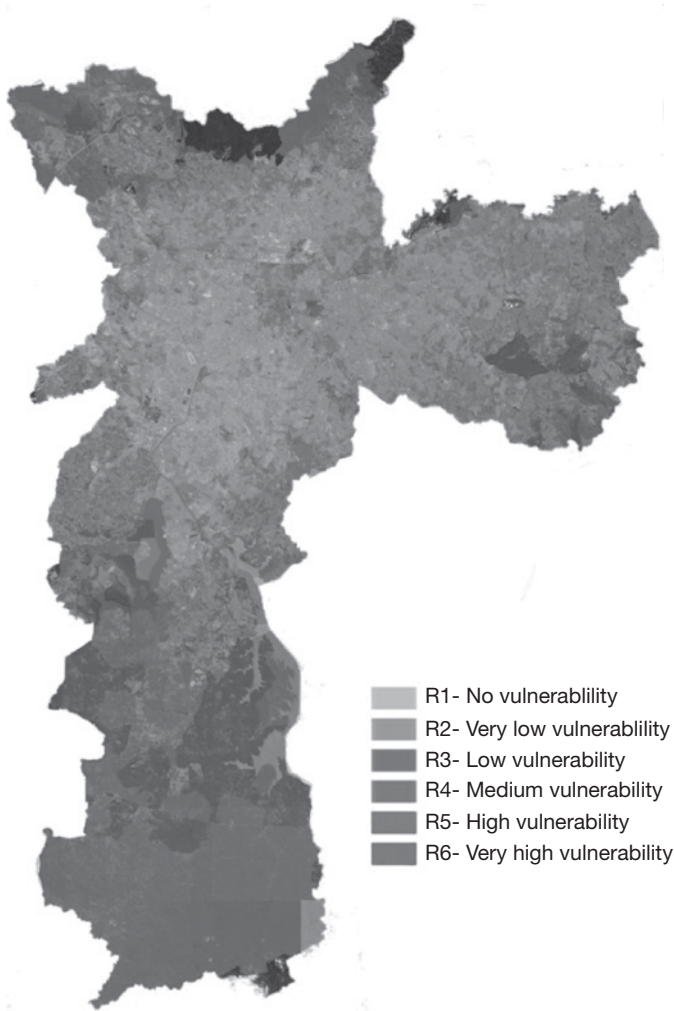 R1- No vulnerablility
R2- Very low vulnerablility
R3- Low vulnerability
R4- Medium vulnerability
R5- High vulnerability
R6- Very high vulnerability